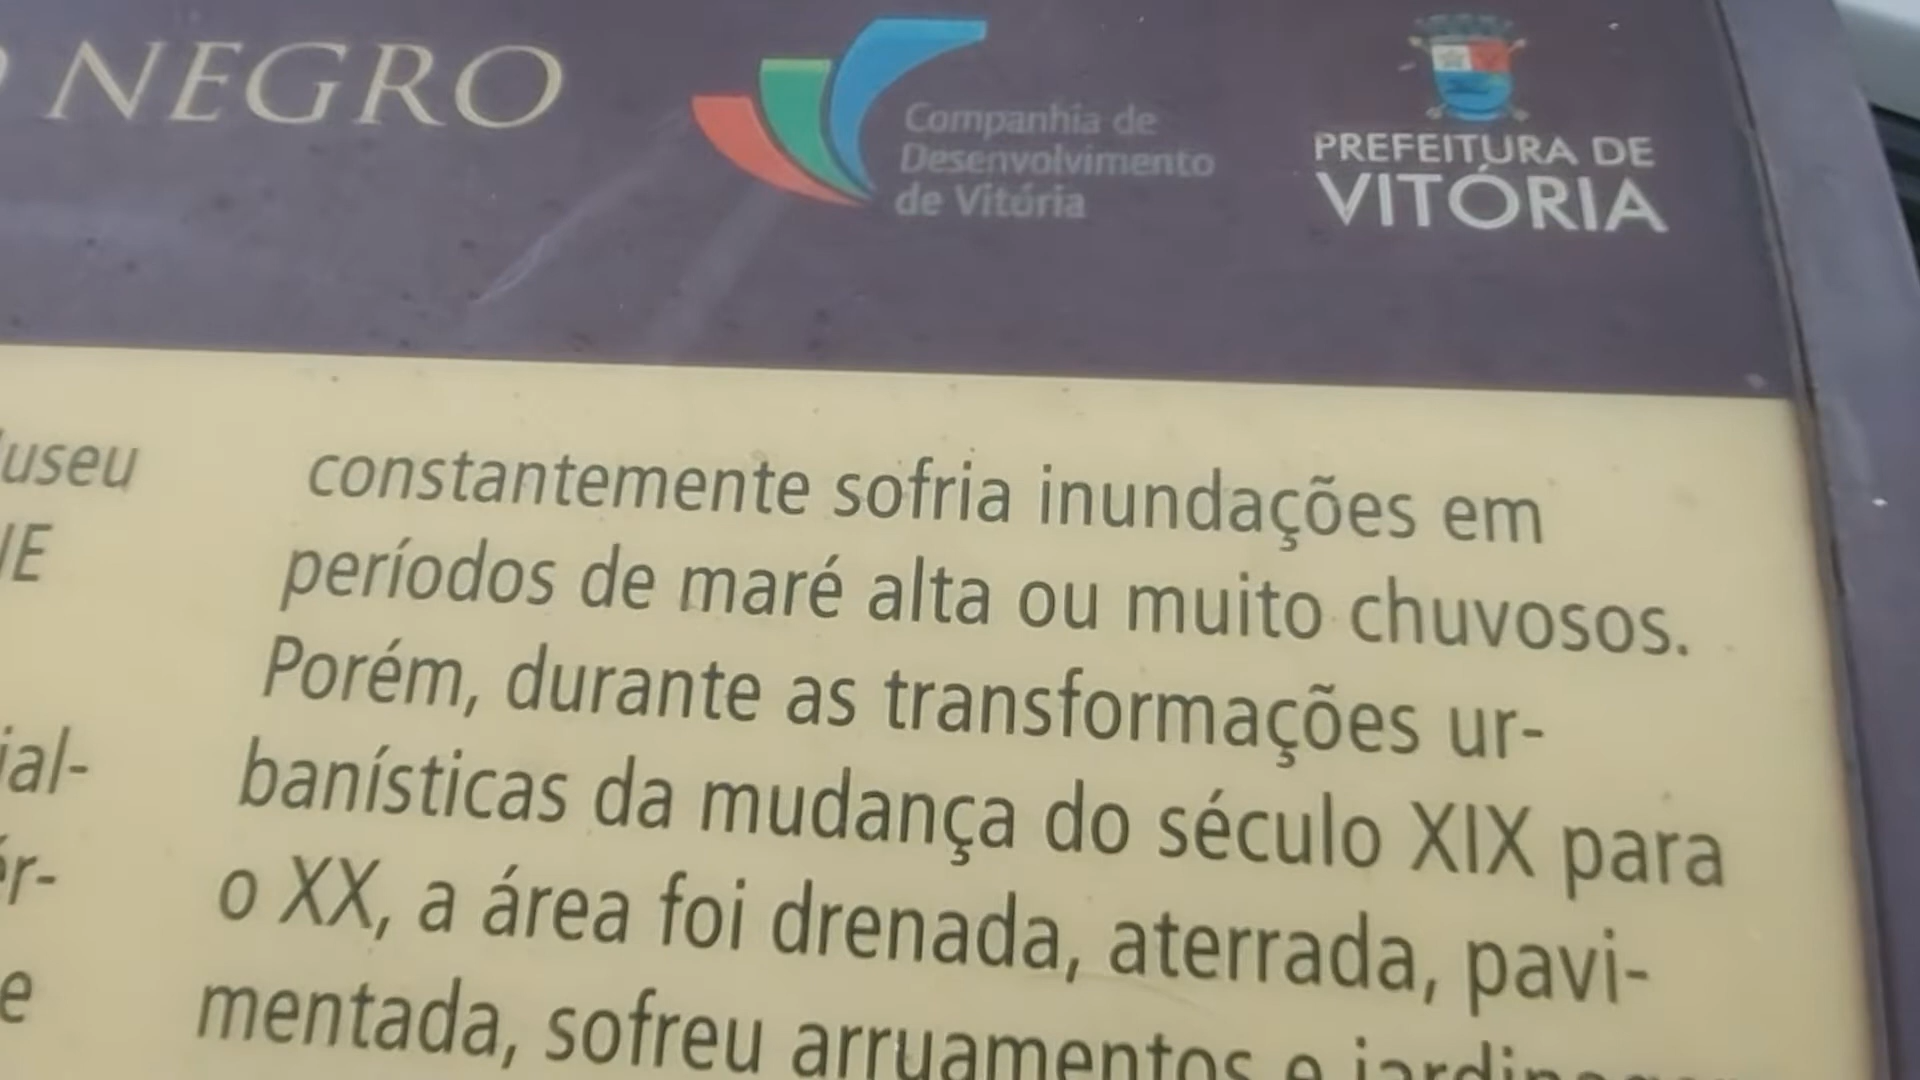 NEGRO
Companhia de
Desenvolvimento
de Vitória
PREFEITURA DE
VITÓRIA
constantemente sofria inundações em
períodos de maré alta ou muito chuvosos.
Porém, durante as transformações ur-
banísticas da mudança do século XIX para
o XX, a área foi drenada, aterrada, pavi-
mentada, sofreu arruamentos e